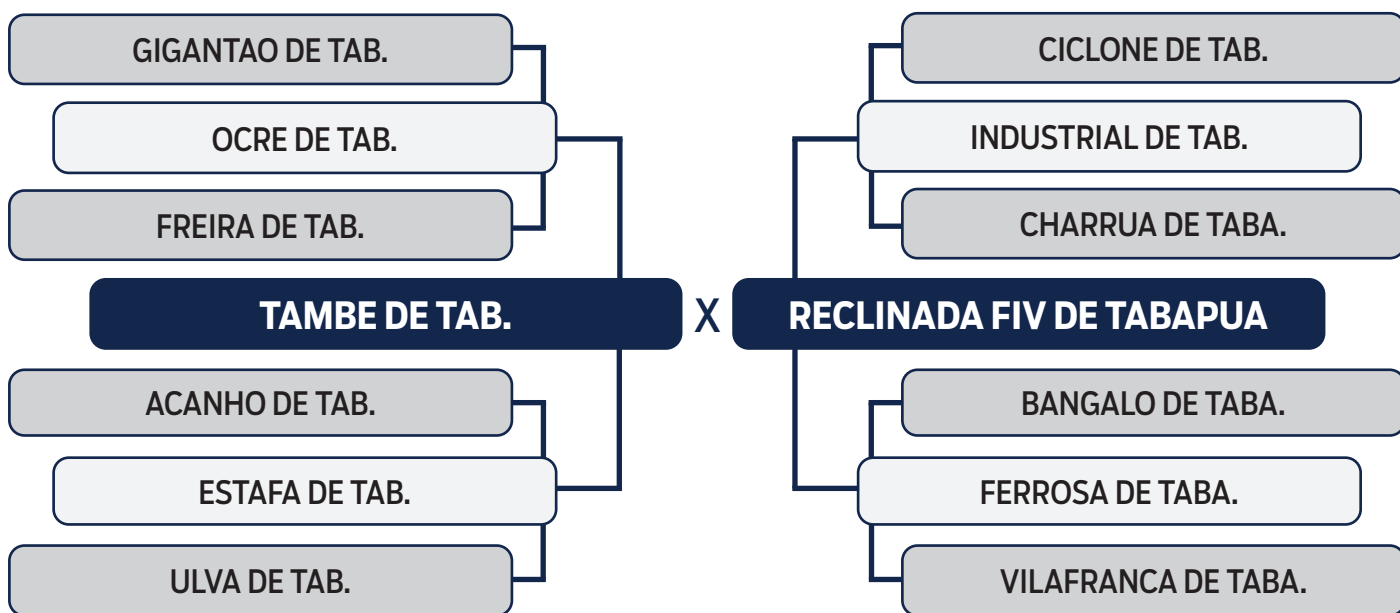 GIGANTAO DE TAB.
CICLONE DE TAB.
OCRE DE TAB.
INDUSTRIAL DE TAB.
FREIRA DE TAB.
CHARRUA DE TABA.
TAMBE DE TAB. X RECLINADA FIV DE TABAPUA
ACANHO DE TAB.
BANGALO DE TABA.
ESTAFA DE TAB.
FERROSA DE TABA.
ULVA DE TAB.
VILAFRANCA DE TABA.